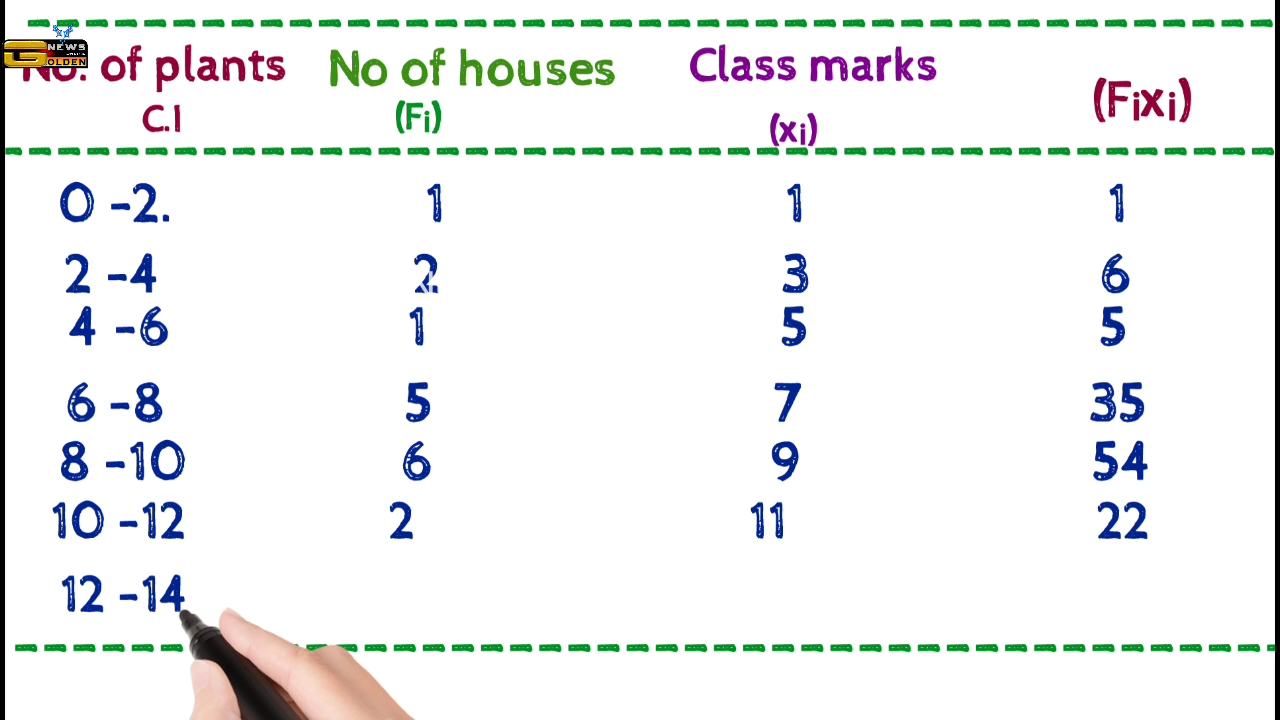 NEWS
GOLDEN
No. of plants No of houses Class marks
C.I (Fi) (xi) (Fixi)
0 -2. 1 1 1
2 -4 2 3 6
4 -6 1 5 5
6 -8 5 7 35
8 -10 6 9 54
10 -12 2 11 22
12 -14